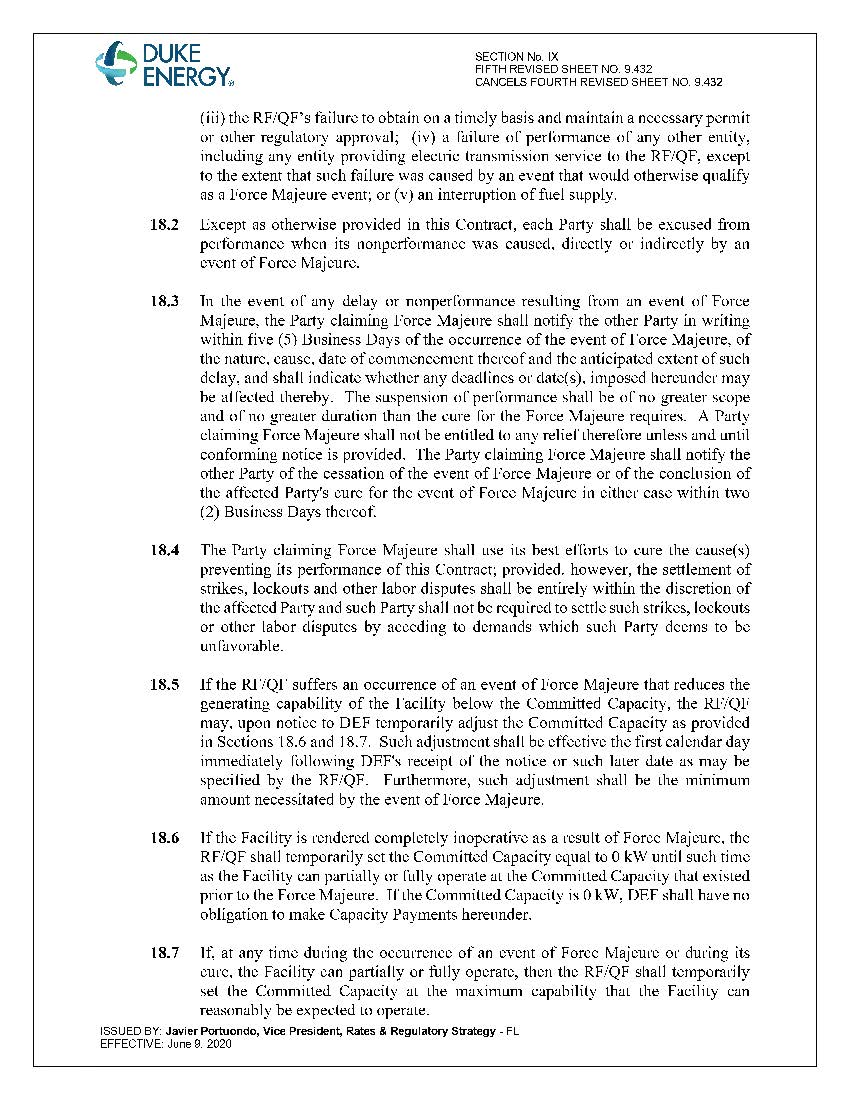 DUKE
ENERGY®
SECTION No. IX
FIFTH REVISED SHEET NO. 9.432
CANCELS FOURTH REVISED SHEET NO. 9.432
(iii) the RF/QF's failure to obtain on a timely basis and maintain a necessary permit
or other regulatory approval; (iv) a failure of performance of any other entity,
including any entity providing electric transmission service to the RF/QF, except
to the extent that such failure was caused by an event that would otherwise qualify
as a Force Majeure event; or (v) an interruption of fuel supply.
18.2 Except as otherwise provided in this Contract, each Party shall be excused from
performance when its nonperformance was caused, directly or indirectly by an
event of Force Majeure.
18.3 In the event of any delay or nonperformance resulting from an event of Force
Majeure, the Party claiming Force Majeure shall notify the other Party in writing
within five (5) Business Days of the occurrence of the event of Force Majeure, of
the nature, cause, date of commencement thereof and the anticipated extent of such
delay, and shall indicate whether any deadlines or date(s), imposed hereunder may
be affected thereby. The suspension of performance shall be of no greater scope
and of no greater duration than the cure for the Force Majeure requires. A Party
claiming Force Majeure shall not be entitled to any relief therefore unless and until
conforming notice is provided. The Party claiming Force Majeure shall notify the
other Party of the cessation of the event of Force Majeure or of the conclusion of
the affected Party's cure for the event of Force Majeure in either case within two
(2) Business Days thereof.
18.4 The Party claiming Force Majeure shall use its best efforts to cure the cause(s)
preventing its performance of this Contract; provided, however, the settlement of
strikes, lockouts and other labor disputes shall be entirely within the discretion of
the affected Party and such Party shall not be required to settle such strikes, lockouts
or other labor disputes by acceding to demands which such Party deems to be
unfavorable.
18.5 If the RF/QF suffers an occurrence of an event of Force Majeure that reduces the
generating capability of the Facility below the Committed Capacity, the RF/QF
may, upon notice to DEF temporarily adjust the Committed Capacity as provided
in Sections 18.6 and 18.7. Such adjustment shall be effective the first calendar day
immediately following DEF's receipt of the notice or such later date as may be
specified by the RF/QF. Furthermore, such adjustment shall be the minimum
amount necessitated by the event of Force Majeure.
18.6 If the Facility is rendered completely inoperative as a result of Force Majeure, the
RF/QF shall temporarily set the Committed Capacity equal to 0 kW until such time
as the Facility can partially or fully operate at the Committed Capacity that existed
prior to the Force Majeure. If the Committed Capacity is 0 kW, DEF shall have no
obligation to make Capacity Payments hereunder.
18.7 If, at any time during the occurrence of an event of Force Majeure or during its
cure, the Facility can partially or fully operate, then the RF/QF shall temporarily
set the Committed Capacity at the maximum capability that the Facility can
reasonably be expected to operate.
ISSUED BY: Javier Portuondo, Vice President, Rates & Regulatory Strategy - FL
EFFECTIVE: June 9, 2020